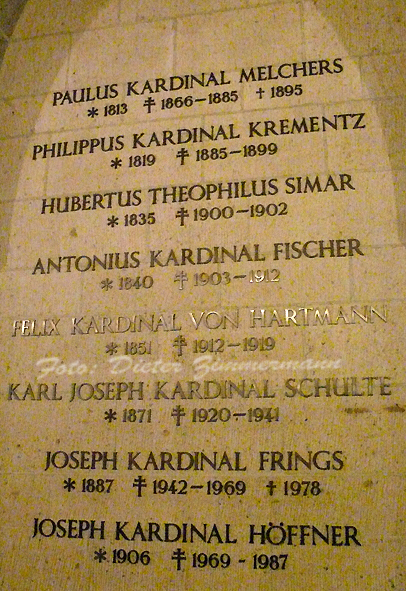 PAULUS KARDINAL MELCHERS
* 1813 ‡ 1866–1885 † 1895
PHILIPPUS KARDINAL KREMENTZ
* 1819 ‡ 1885–1899
HUBERTUS THEOPHILUS SIMAR
* 1835 ‡ 1900–1902
ANTONIUS KARDINAL FISCHER
* 1840 ‡ 1903–1912
FELIX KARDINAL VON HARTMANN
* 1851 ‡ 1912–1919
Foto: Dieter Zimmermann
KARL JOSEPH KARDINAL SCHULTE
* 1871 ‡ 1920–1941
JOSEPH KARDINAL FRINGS
* 1887 ‡ 1942–1969 † 1978
JOSEPH KARDINAL HÖFFNER
* 1906 ‡ 1969 - 1987